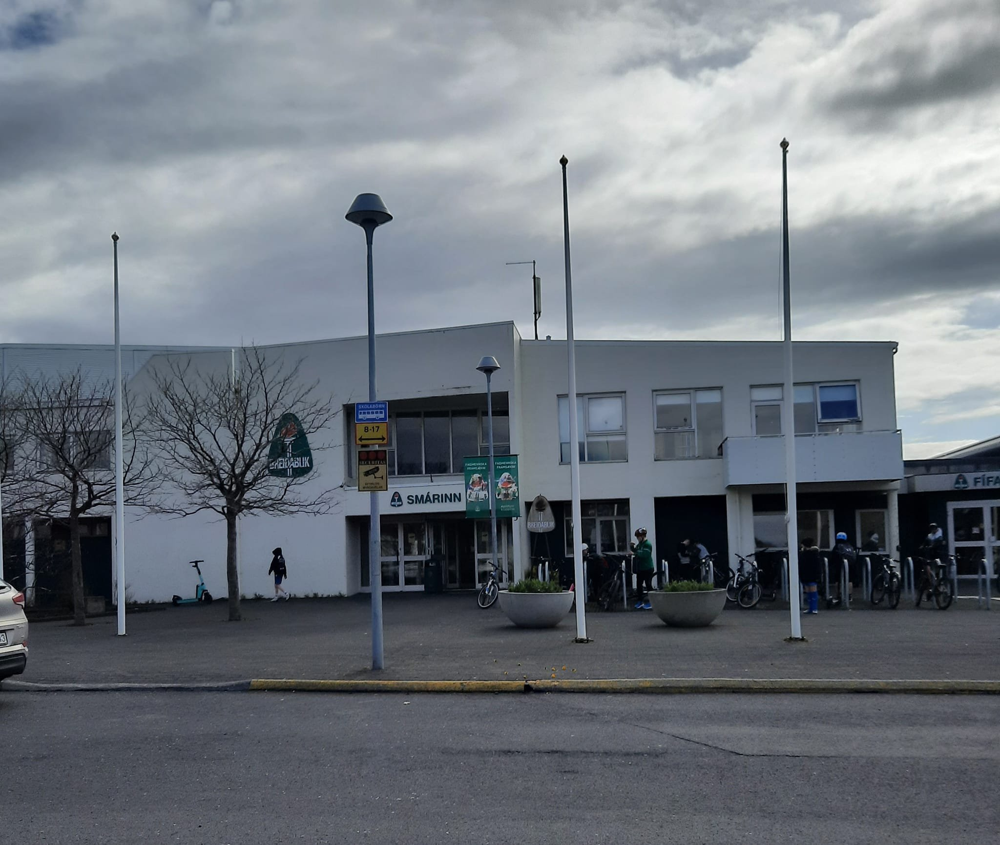 SKÓLABÖRN
8-17
SECURITAS
BREIÐABLIK
SMÁRINN
FAGMENNSKA
FRAMSÆKNI
FAGMENNSKA
FRAMSÆKNI
BREIÐABLIK
FÍFA